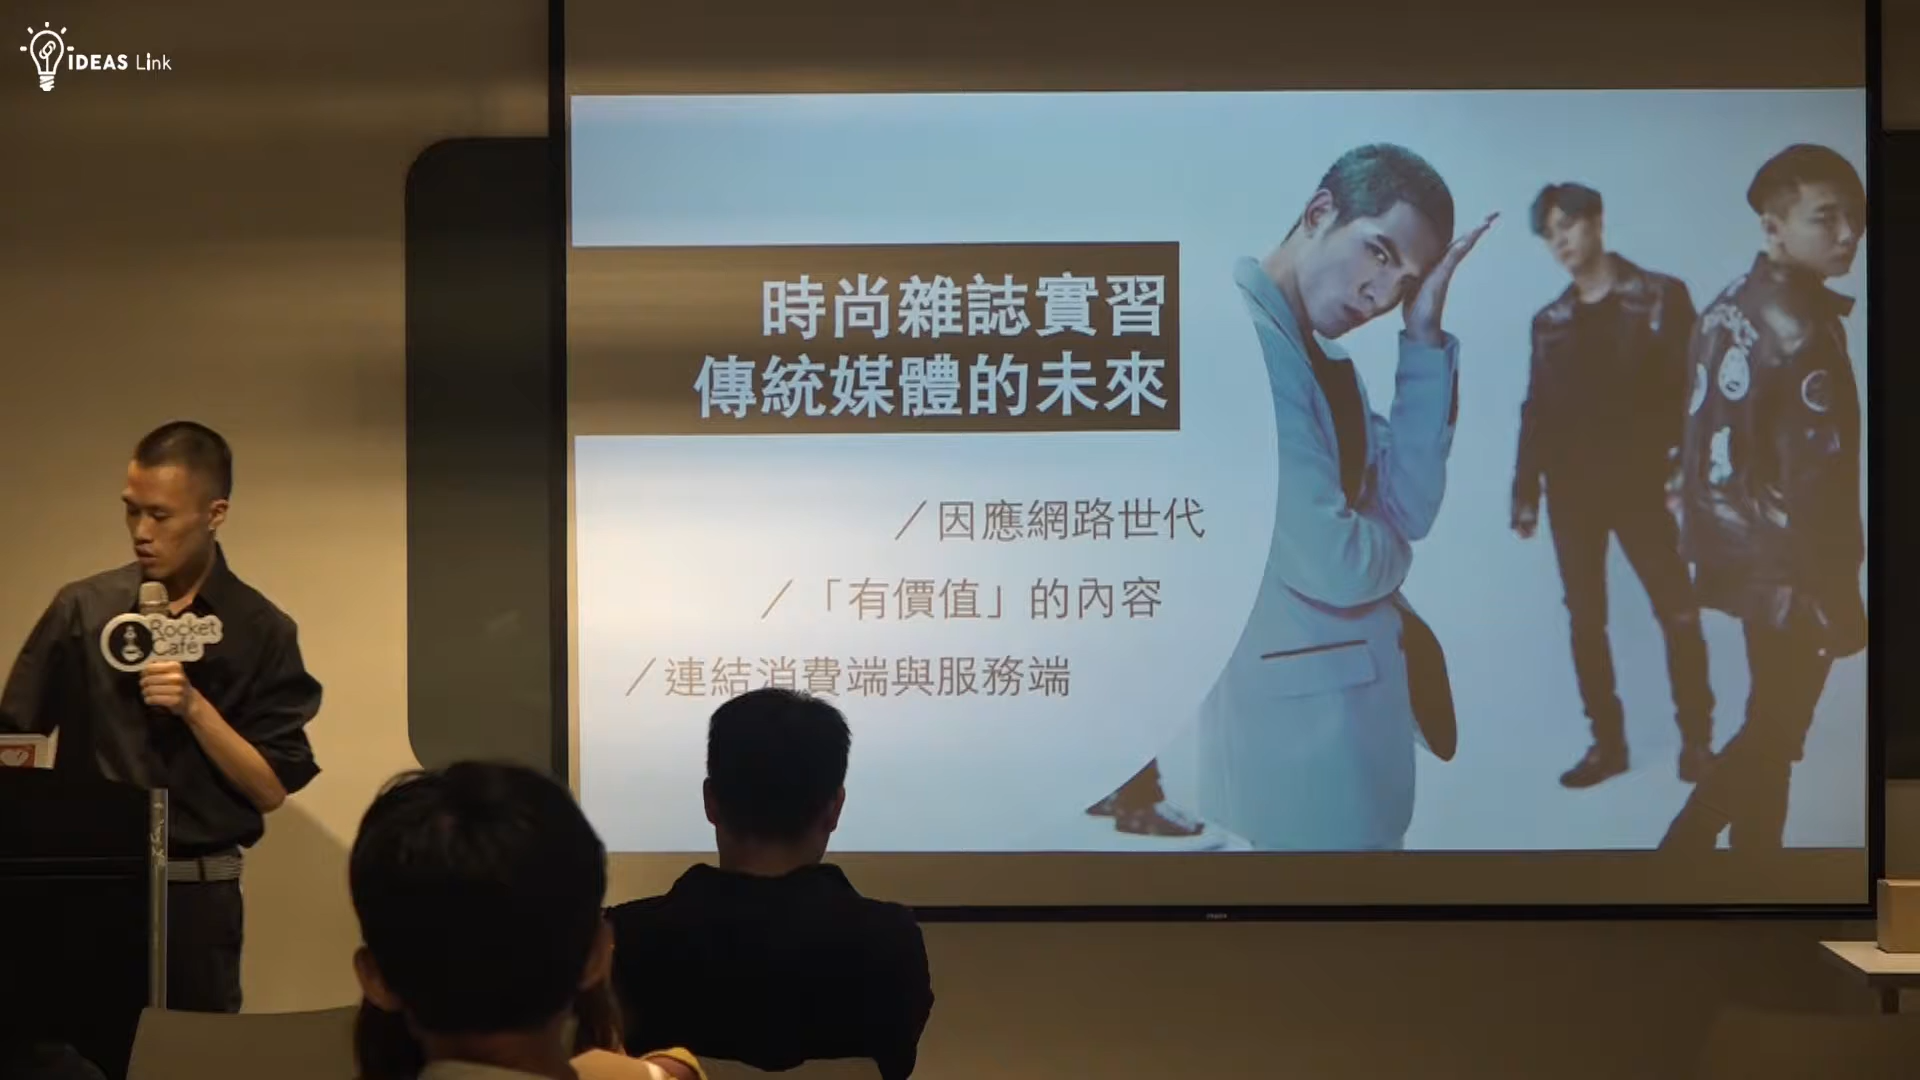 IDEAS Link
時尚雜誌實習
傳統媒體的未來
／因應網路世代
／「有價值」的內容
／連結消費端與服務端
Rocket
Café